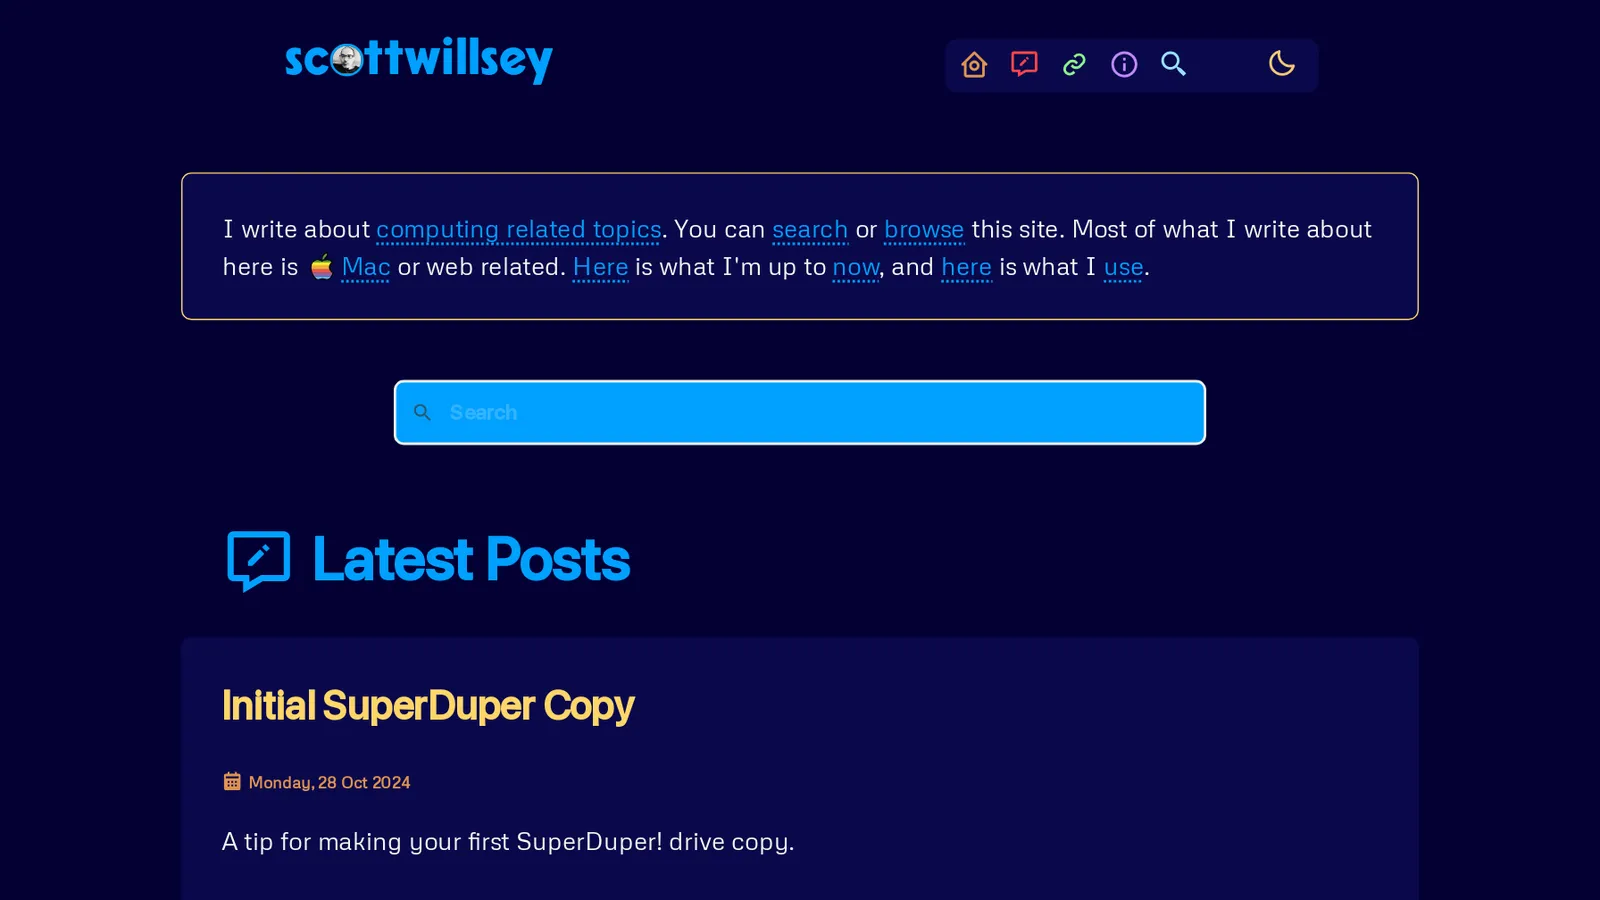 scottwillsey
I write about computing related topics. You can search or browse this site. Most of what I write about
here is Mac or web related. Here is what I'm up to now, and here is what I use.
Search
Latest Posts
Initial SuperDuper Copy
Monday, 28 Oct 2024
A tip for making your first SuperDuper! drive copy.